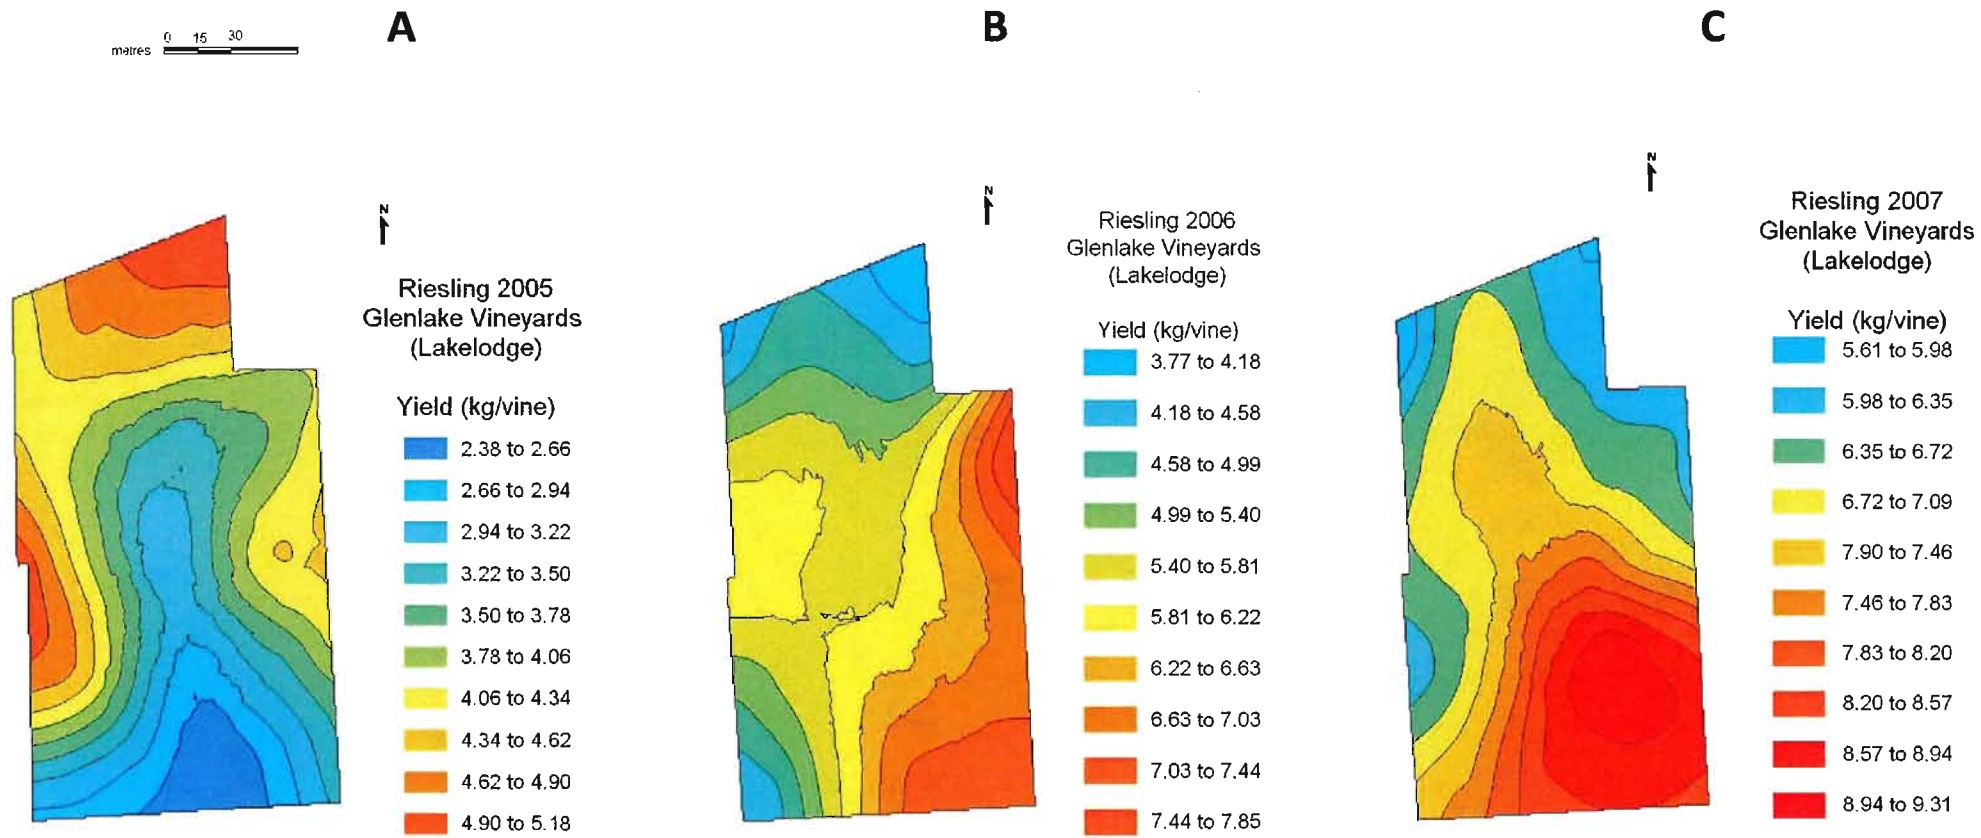 A
B
C
0 15 30
metres
N
N
N
Riesling 2005
Glenlake Vineyards
(Lakelodge)
Yield (kg/vine)
2.38 to 2.66
2.66 to 2.94
2.94 to 3.22
3.22 to 3.50
3.50 to 3.78
3.78 to 4.06
4.06 to 4.34
4.34 to 4.62
4.62 to 4.90
4.90 to 5.18
Riesling 2006
Glenlake Vineyards
(Lakelodge)
Yield (kg/vine)
3.77 to 4.18
4.18 to 4.58
4.58 to 4.99
4.99 to 5.40
5.40 to 5.81
5.81 to 6.22
6.22 to 6.63
6.63 to 7.03
7.03 to 7.44
7.44 to 7.85
Riesling 2007
Glenlake Vineyards
(Lakelodge)
Yield (kg/vine)
5.61 to 5.98
5.98 to 6.35
6.35 to 6.72
6.72 to 7.09
7.90 to 7.46
7.46 to 7.83
7.83 to 8.20
8.20 to 8.57
8.57 to 8.94
8.94 to 9.31